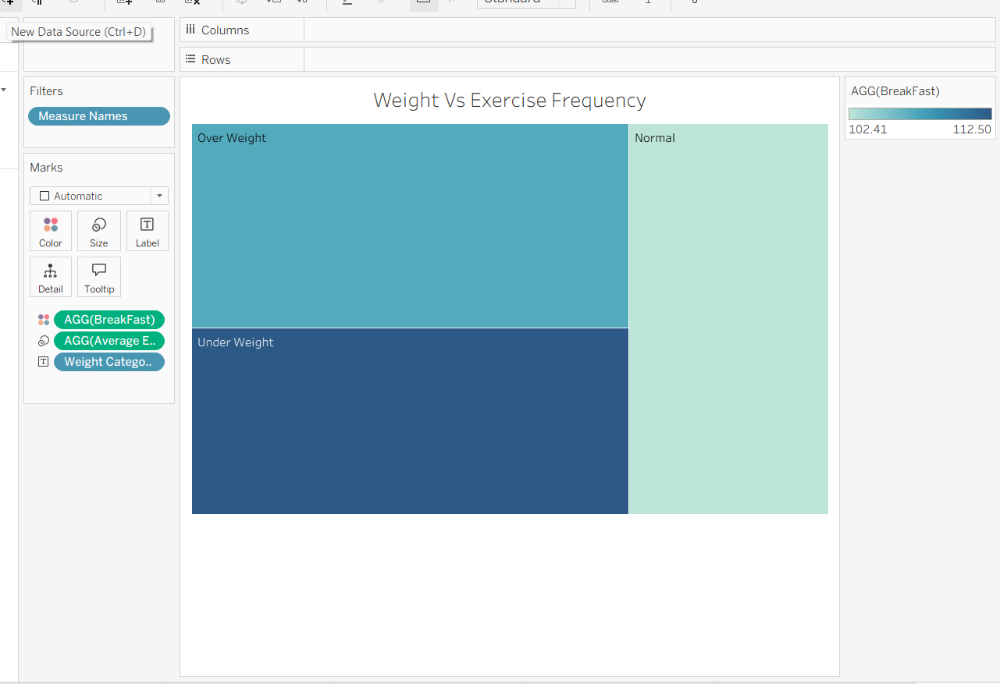 Standard
New Data Source (Ctrl+D)
Columns
Rows
Filters
Measure Names
Marks
Automatic
Color
Size
Label
Detail
Tooltip
AGG(BreakFast)
AGG(Average E..
Weight Catego..
Weight Vs Exercise Frequency
Over Weight
Normal
Under Weight
AGG(BreakFast)
102.41 112.50